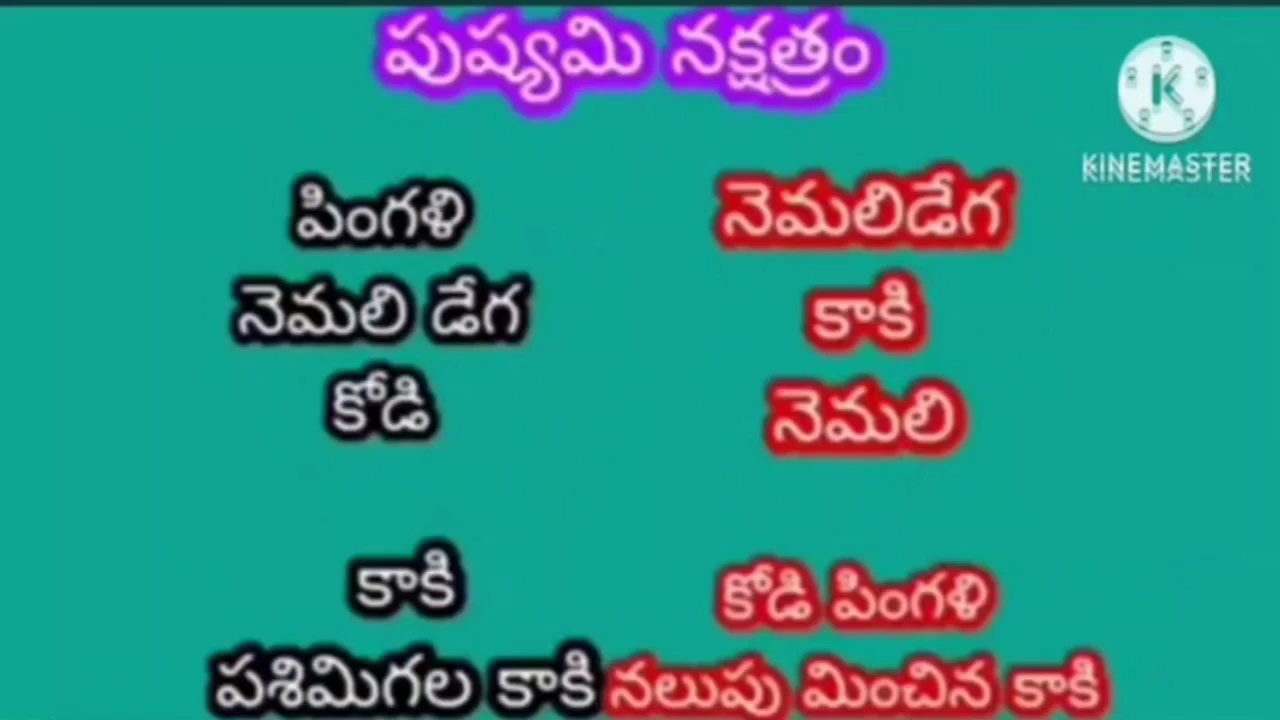 పుష్యమి నక్షత్రం
KINEMASTER
పింగళి
నెమలిడేగ
నెమలి డేగ
కాకి
కోడి
నెమలి
కాకి
కోడి పింగళి
పశిమిగల కాకి నలుపు మించిన కాకి